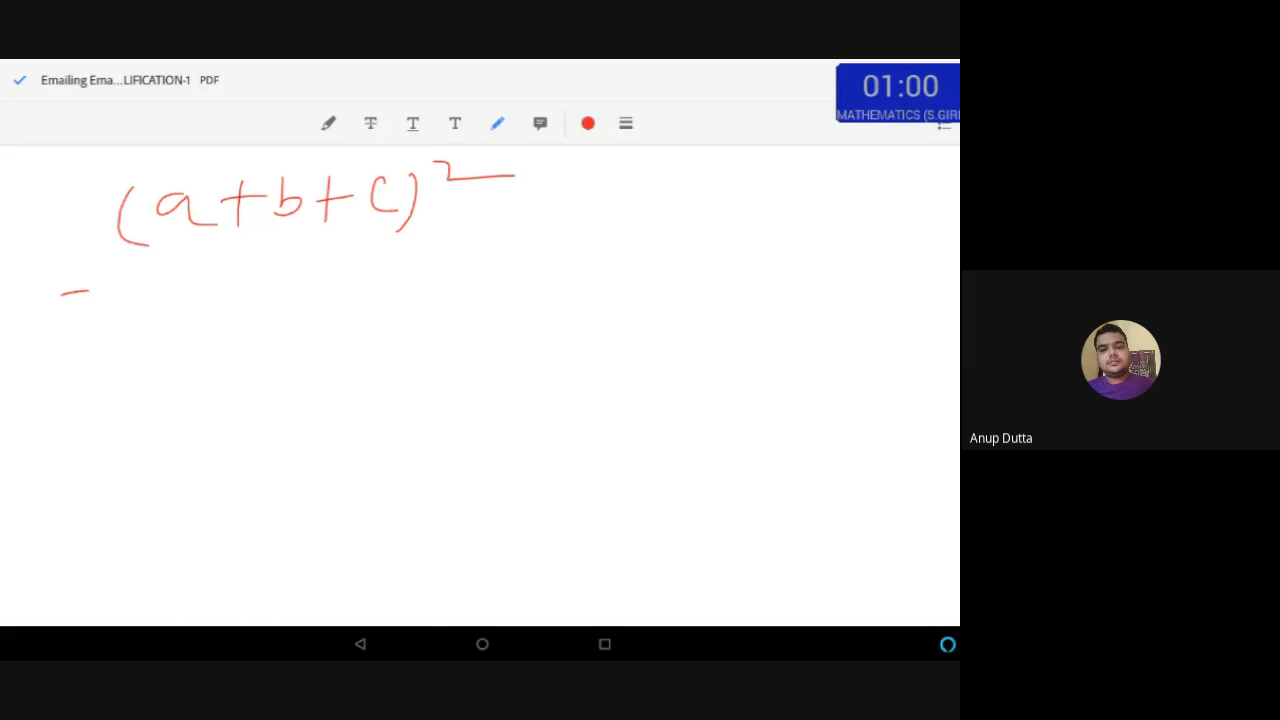 Emailing Ema...LIFICATION-1 PDF
01:00
MATHEMATICS (S.GIRI
T T T
(a+b+c)²
-
Anup Dutta